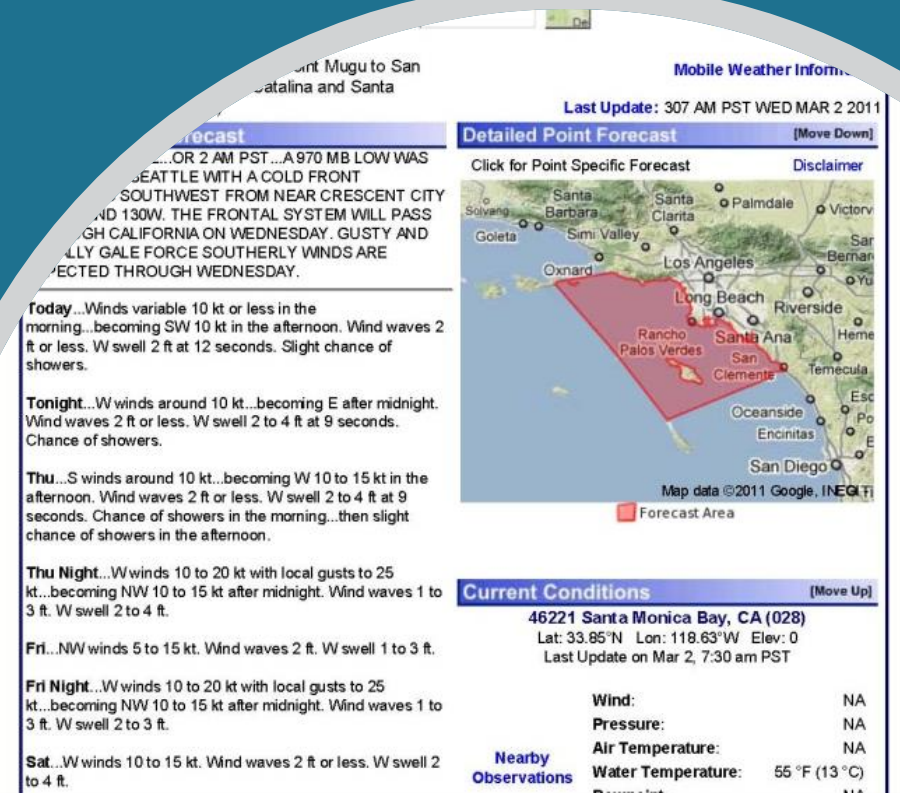 Mugu to San
Catalina and Santa
Mobile Weather
Last Update: 307 AM PST WED MAR 2 2011
...OR 2 AM PST...A 970 MB LOW WAS
SEATTLE WITH A COLD FRONT
SOUTHWEST FROM NEAR CRESCENT CITY
130W. THE FRONTAL SYSTEM WILL PASS
CALIFORNIA ON WEDNESDAY. GUSTY AND
GALE FORCE SOUTHERLY WINDS ARE
THROUGH WEDNESDAY.
Today...Winds variable 10 kt or less in the
morning...becoming SW 10 kt in the afternoon. Wind waves 2
ft or less. W swell 2 ft at 12 seconds. Slight chance of
showers.
Tonight...W winds around 10 kt...becoming E after midnight.
Wind waves 2 ft or less. W swell 2 to 4 ft at 9 seconds.
Chance of showers.
Thu...S winds around 10 kt...becoming W 10 to 15 kt in the
afternoon. Wind waves 2 ft or less. W swell 2 to 4 ft at 9
seconds. Chance of showers in the morning...then slight
chance of showers in the afternoon.
Thu Night...W winds 10 to 20 kt with local gusts to 25
kt...becoming NW 10 to 15 kt after midnight. Wind waves 1 to
3 ft. W swell 2 to 4 ft.
Fri...NW winds 5 to 15 kt. Wind waves 2 ft. W swell 1 to 3 ft.
Fri Night...W winds 10 to 20 kt with local gusts to 25
kt...becoming NW 10 to 15 kt after midnight. Wind waves 1 to
3 ft. W swell 2 to 3 ft.
Sat...W winds 10 to 15 kt. Wind waves 2 ft or less. W swell 2
to 4 ft.
Detailed Point Forecast [Move Down]
Click for Point Specific Forecast Disclaimer
Santa
Barbara
Solvang
Goleta
Santa
Clarita
Palmdale
Simi Valley
Oxnard
Los Angeles
Long Beach
Riverside
Rancho
Palos Verdes
Santa Ana
San
Clemente
Temecula
Oceanside
Encinitas
San Diego
Map data ©2011 Google, INEGI
Forecast Area
Current Conditions [Move Up]
46221 Santa Monica Bay, CA (028)
Lat: 33.85°N Lon: 118.63°W Elev: 0
Last Update on Mar 2, 7:30 am PST
Nearby
Observations
Wind: NA
Pressure: NA
Air Temperature: NA
Water Temperature: 55 °F (13 °C)